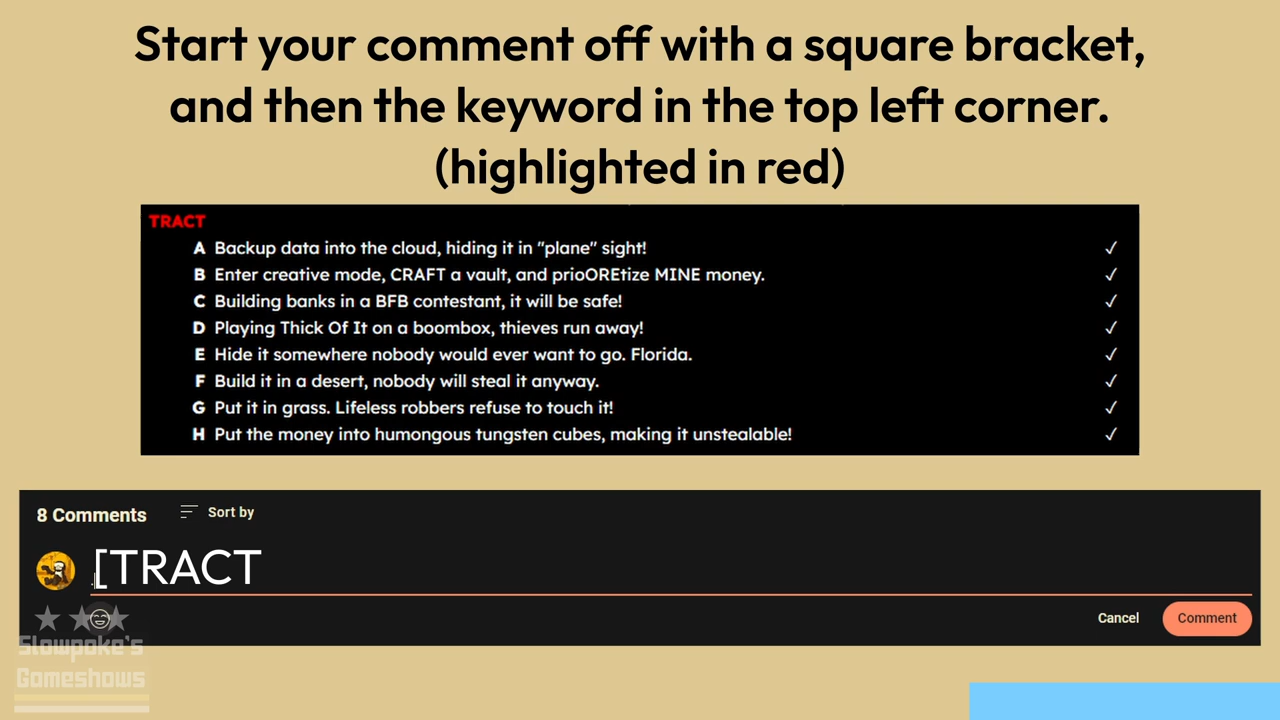 Start your comment off with a square bracket,
and then the keyword in the top left corner.
(highlighted in red)
TRACT
A Backup data into the cloud, hiding it in "plane" sight! ✓
B Enter creative mode, CRAFT a vault, and prioOREtize MINE money. ✓
C Building banks in a BFB contestant, it will be safe! ✓
D Playing Thick Of It on a boombox, thieves run away! ✓
E Hide it somewhere nobody would ever want to go. Florida. ✓
F Build it in a desert, nobody will steal it anyway. ✓
G Put it in grass. Lifeless robbers refuse to touch it! ✓
H Put the money into humongous tungsten cubes, making it unstealable! ✓
8 Comments Sort by
[TRACT
Cancel Comment
Slowpoke's
Gameshows